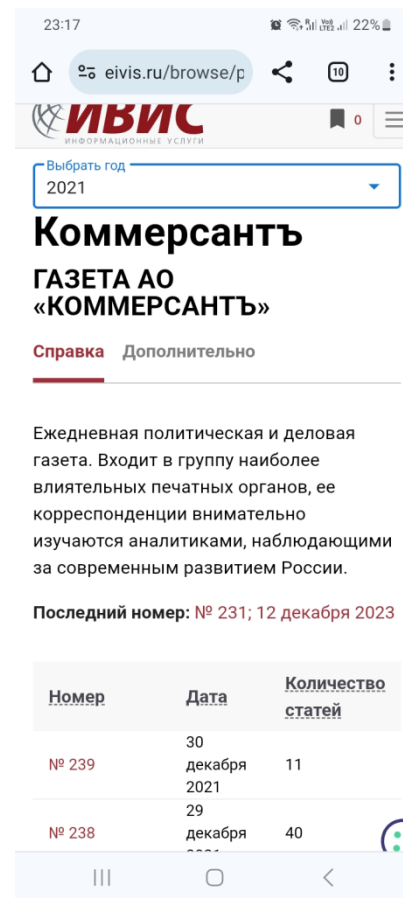 23:17
22%
eivis.ru/browse/p
10
ИВИС
ИНФОРМАЦИОННЫЕ УСЛУГИ
0
Выбрать год
2021
Коммерсантъ
ГАЗЕТА АО
«КОММЕРСАНТЪ»
Справка Дополнительно
Ежедневная политическая и деловая
газета. Входит в группу наиболее
влиятельных печатных органов, ее
корреспонденции внимательно
изучаются аналитиками, наблюдающими
за современным развитием России.
Последний номер: № 231; 12 декабря 2023
Номер Дата Количество
статей
30
№ 239 декабря 11
2021
29
№ 238 декабря 40